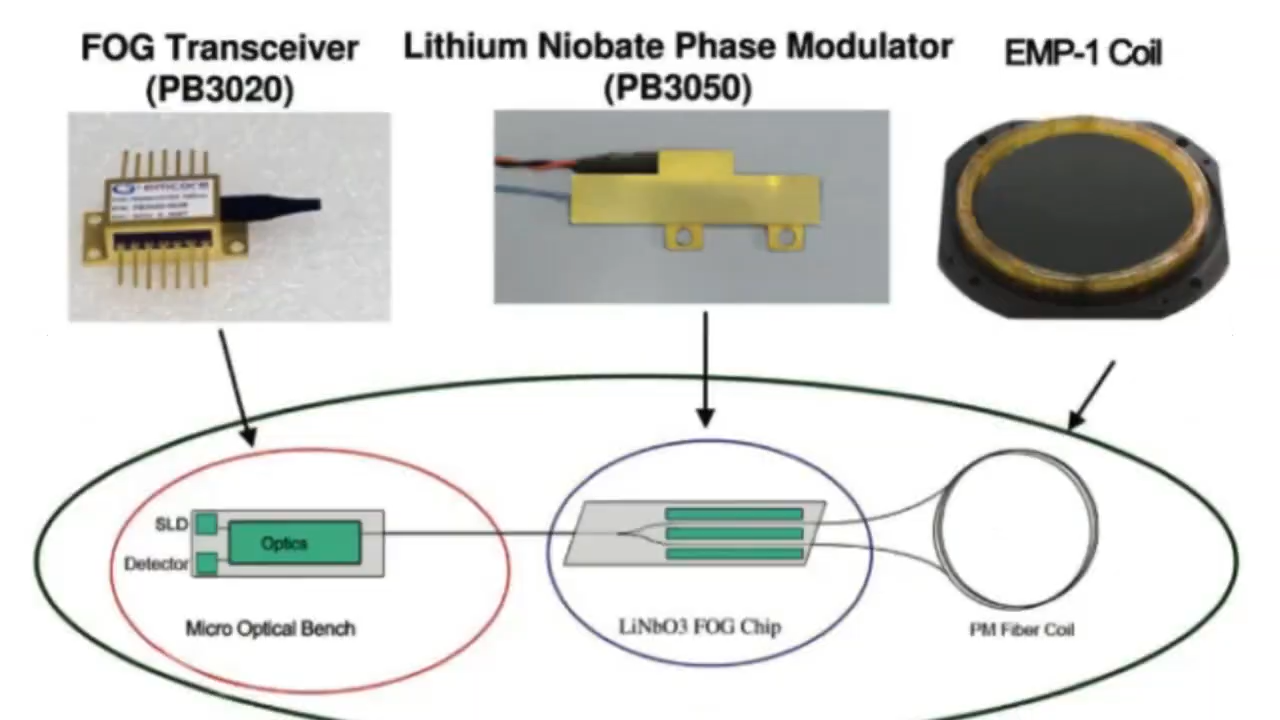 FOG Transceiver
(PB3020)
Lithium Niobate Phase Modulator
(PB3050)
EMP-1 Coil
emcore
SLD
Optics
Detector
Micro Optical Bench
LiNbO3 FOG Chip
PM Fiber Coil